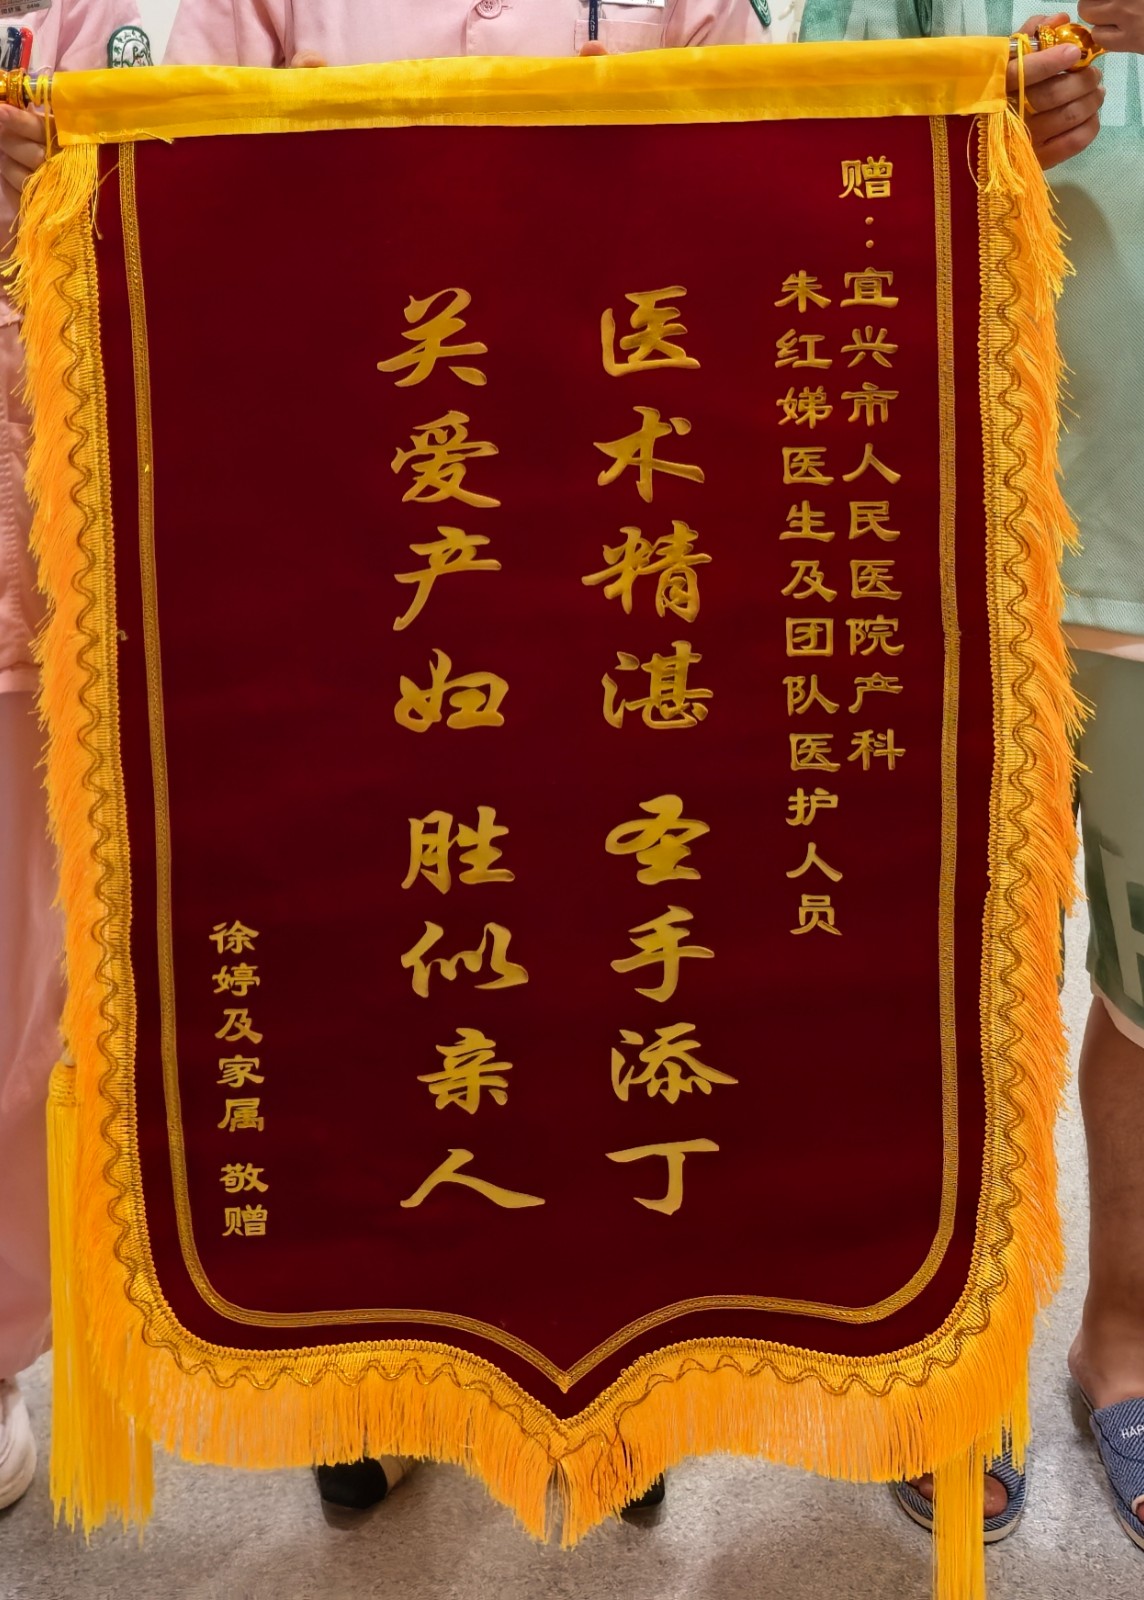 赠：宜兴市人民医院产科
朱红娣医生及团队医护人员
医术精湛 圣手添丁
关爱产妇 胜似亲人
徐婷及家属 敬赠